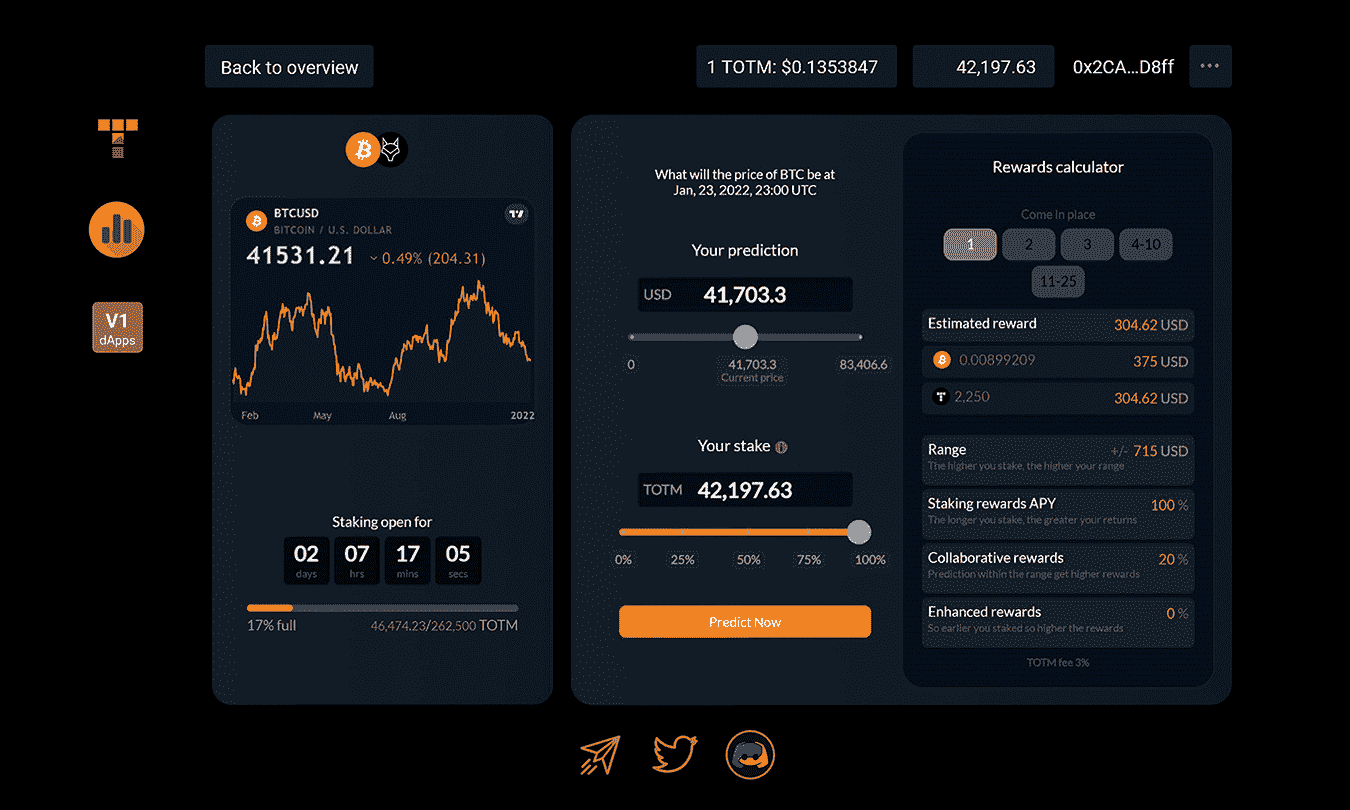 Back to overview
1 TOTM: $0.1353847
42,197.63
0x2CA...D8ff
V1
dApps
BTCUSD
BITCOIN / U.S. DOLLAR
41531.21
0.49% (204.31)
Feb May Aug 2022
Staking open for
02 07 17 05
days hrs mins secs
17% full 46,474.23/262,500 TOTM
What will the price of BTC be at
Jan, 23, 2022, 23:00 UTC
Your prediction
USD 41,703.3
0 41,703.3 83,406.6
Current price
Your stake
TOTM 42,197.63
0% 25% 50% 75% 100%
Predict Now
Rewards calculator
Come in place
1 2 3 4-10
11-25
Estimated reward 304.62 USD
0.00899209 375 USD
2,250 304.62 USD
Range +/- 715 USD
The higher you stake, the higher your range
Staking rewards APY 100 %
The longer you stake, the greater your returns
Collaborative rewards 20 %
Prediction within the range get higher rewards
Enhanced rewards 0 %
So earlier you staked so higher the rewards
TOTM fee 3%